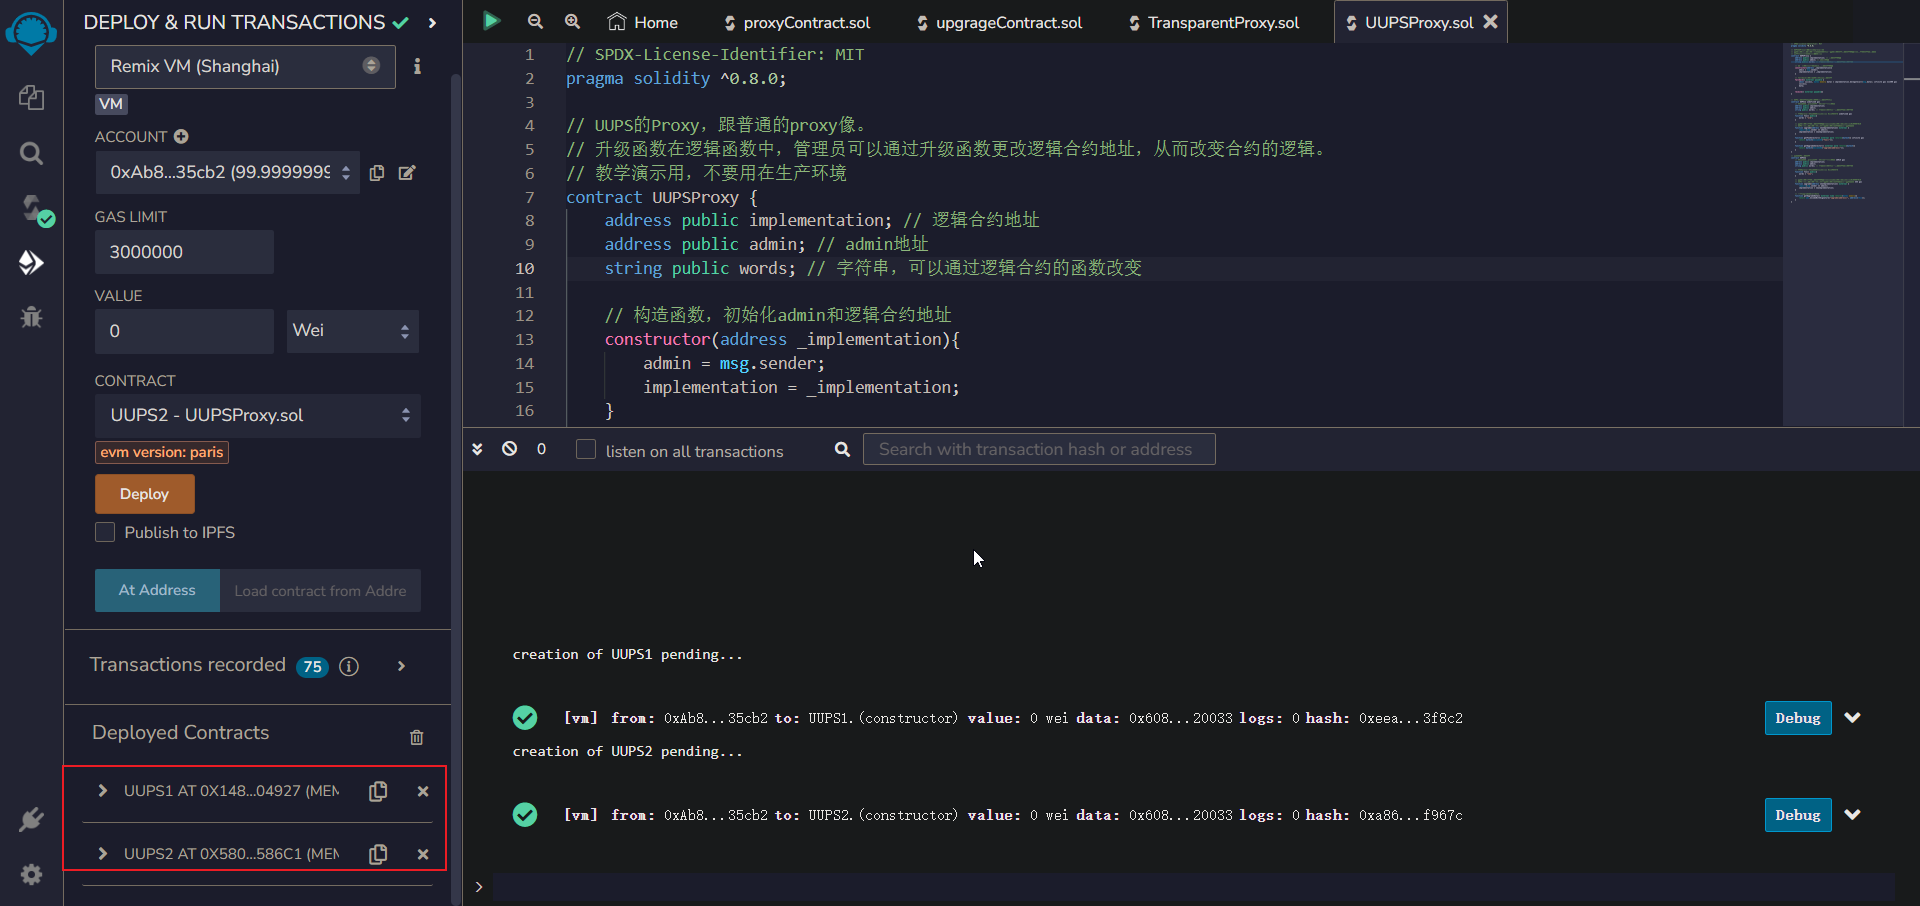 DEPLOY & RUN TRANSACTIONS
Remix VM (Shanghai)
VM
ACCOUNT
0xAb8...35cb2 (99.9999999
GAS LIMIT
3000000
VALUE
0
Wei
CONTRACT
UUPS2 - UUPSProxy.sol
evm version: paris
Deploy
Publish to IPFS
At Address
Load contract from Addre
Transactions recorded 75
Deployed Contracts
UUPS1 AT 0X148...04927 (MEM
UUPS2 AT 0X580...586C1 (MEM
Home
proxyContract.sol
upgrageContract.sol
TransparentProxy.sol
UUPSProxy.sol
1 // SPDX-License-Identifier: MIT
2 pragma solidity ^0.8.0;
3
4 // UUPS的Proxy，跟普通的proxy像。
5 // 升级函数在逻辑函数中，管理员可以通过升级函数更改逻辑合约地址，从而改变合约的逻辑。
6 // 教学演示用，不要用在生产环境
7 contract UUPSProxy {
8 address public implementation; // 逻辑合约地址
9 address public admin; // admin地址
10 string public words; // 字符串，可以通过逻辑合约的函数改变
11
12 // 构造函数，初始化admin和逻辑合约地址
13 constructor(address _implementation){
14 admin = msg.sender;
15 implementation = _implementation;
16 }
0
listen on all transactions
Search with transaction hash or address
creation of UUPS1 pending...
[vm] from: 0xAb8...35cb2 to: UUPS1.(constructor) value: 0 wei data: 0x608...20033 logs: 0 hash: 0xeea...3f8c2
Debug
creation of UUPS2 pending...
[vm] from: 0xAb8...35cb2 to: UUPS2.(constructor) value: 0 wei data: 0x608...20033 logs: 0 hash: 0xa86...f967c
Debug
>